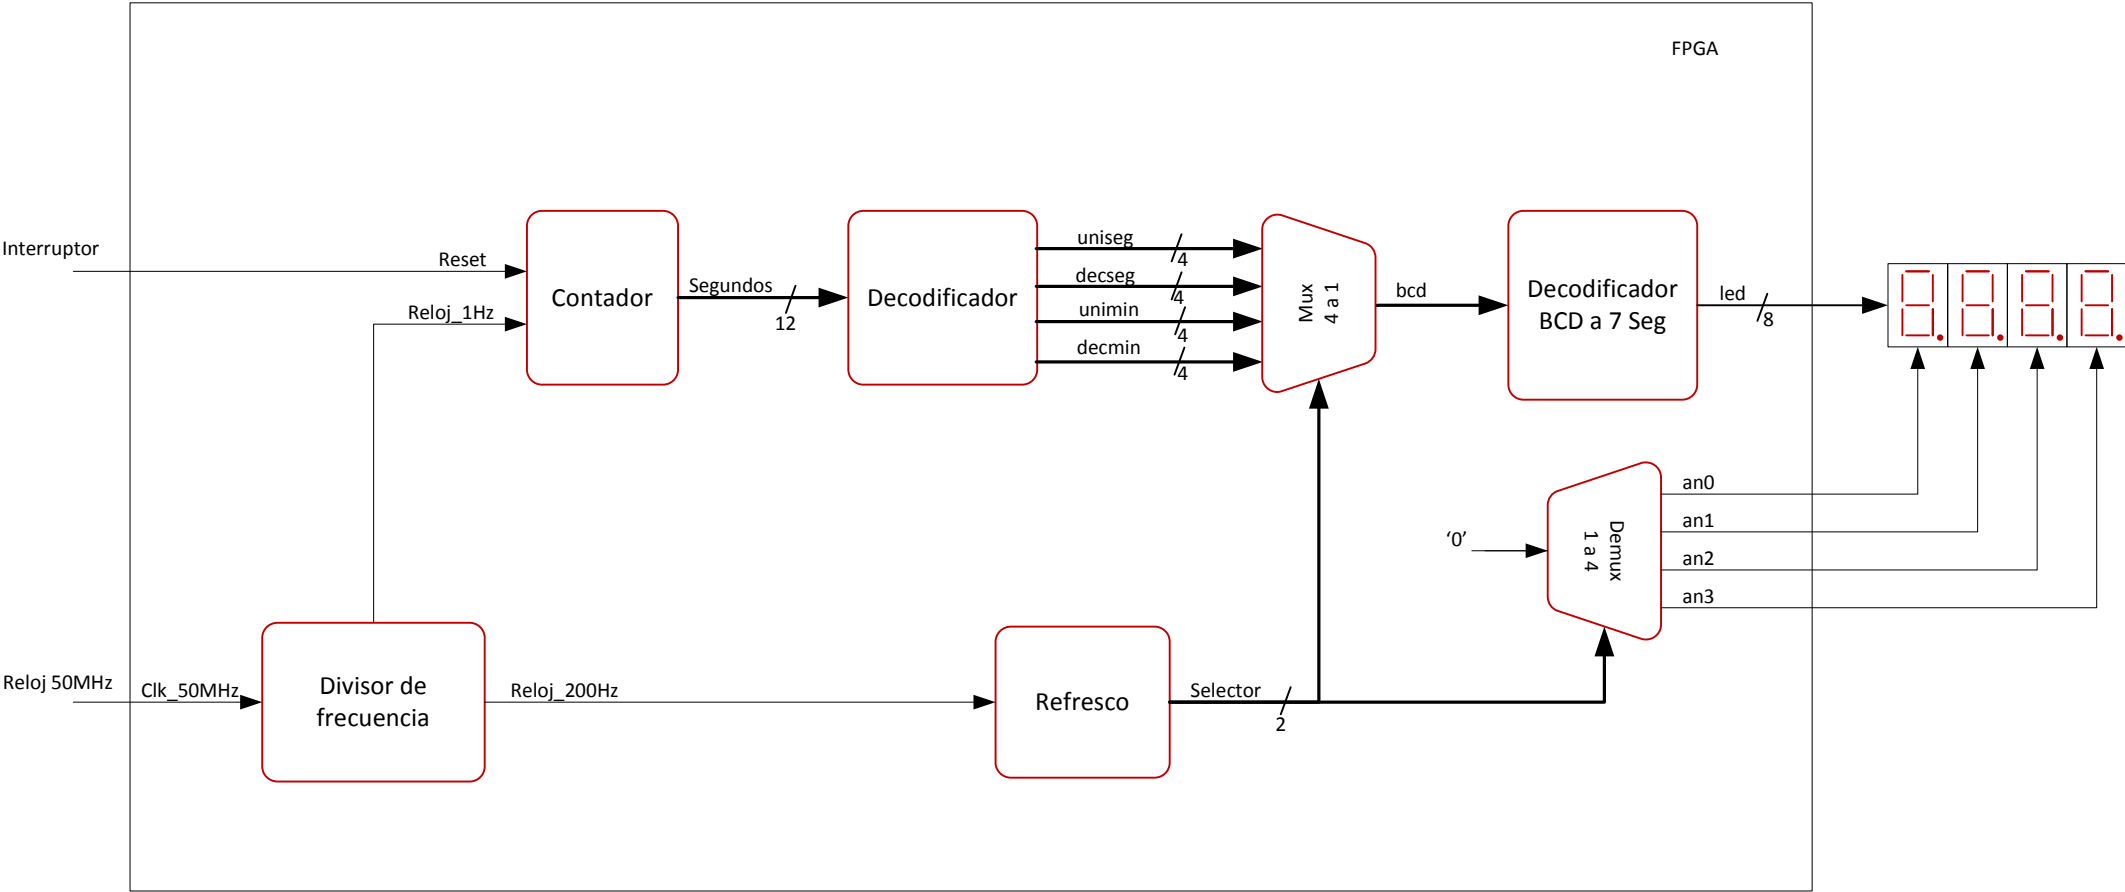 FPGA
Interruptor
Reset
Reloj_1Hz
Contador
Segundos
12
Decodificador
uniseg
4
decseg
4
unimin
4
decmin
4
Mux
4 a 1
bcd
Decodificador
BCD a 7 Seg
led
8
'0'
Demux
1 a 4
an0
an1
an2
an3
Reloj 50MHz
Clk_50MHz
Divisor de
frecuencia
Reloj_200Hz
Refresco
Selector
2